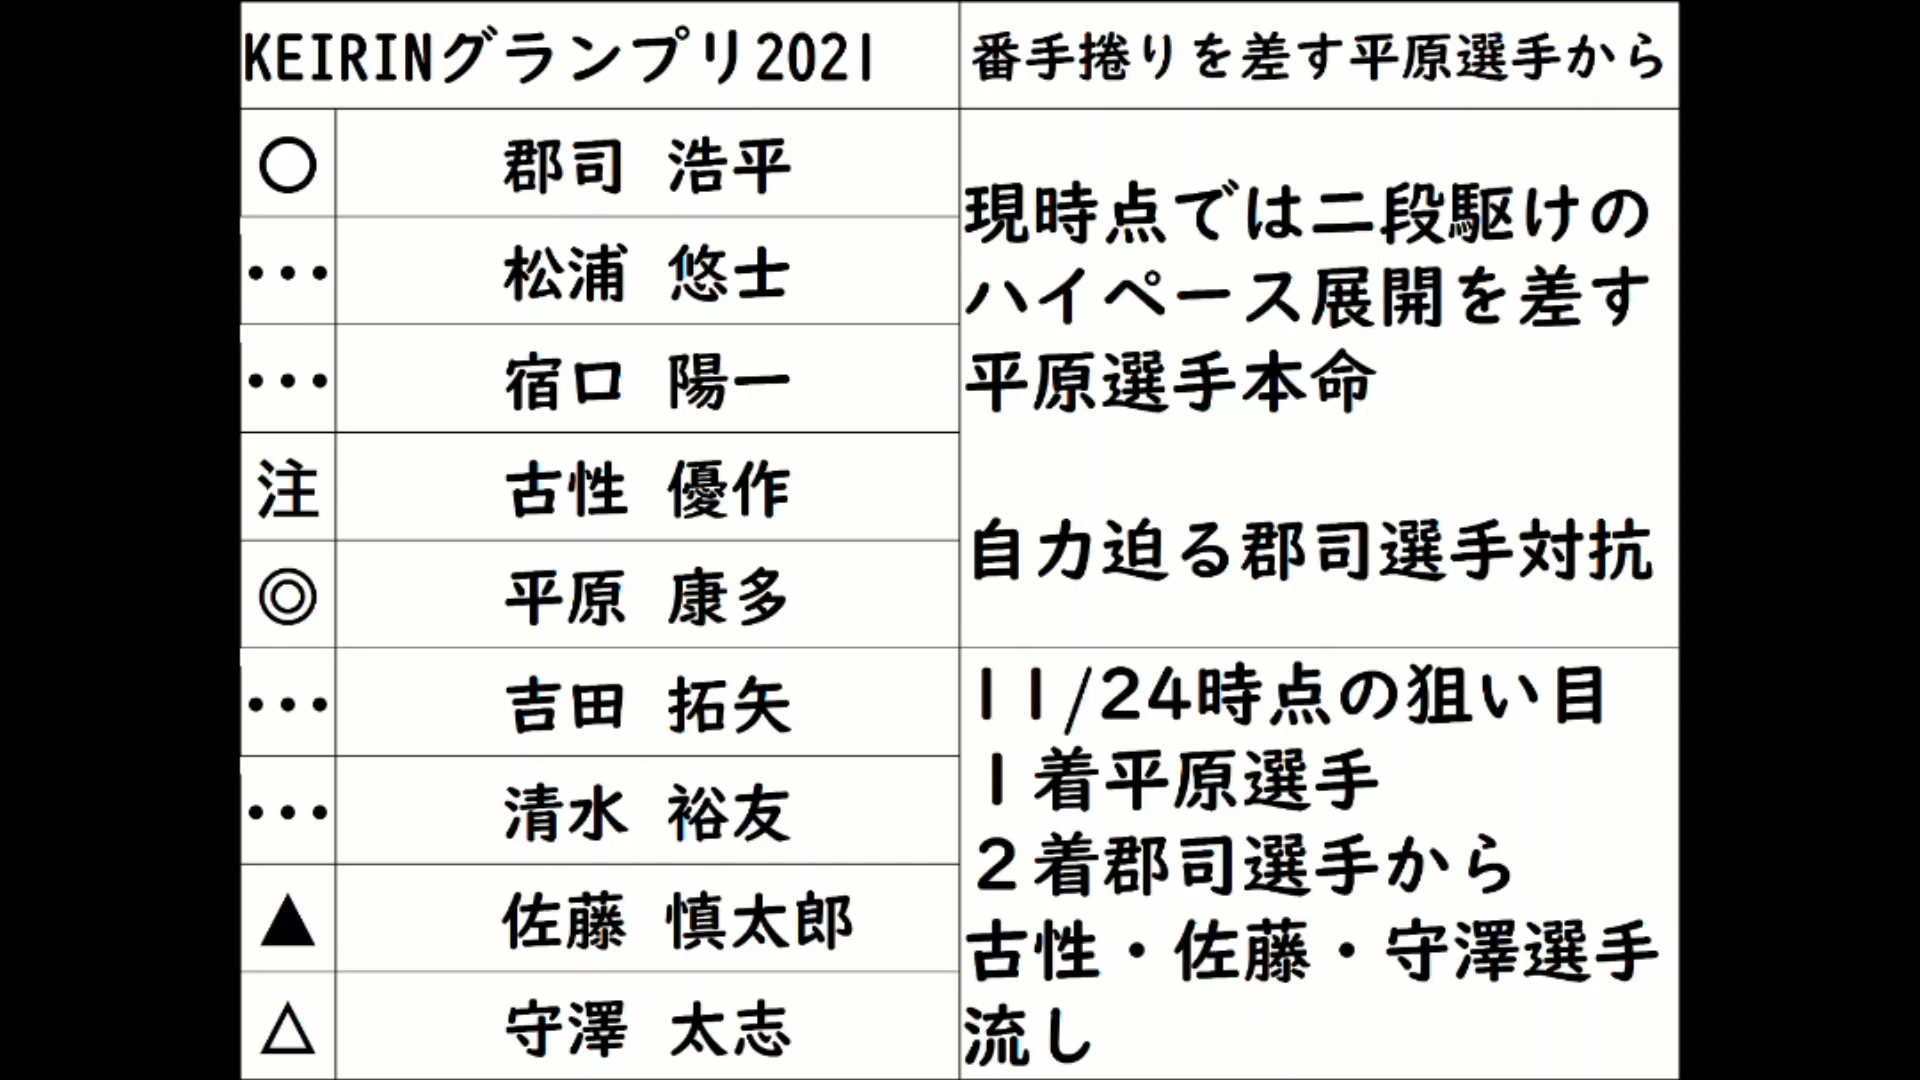 KEIRINグランプリ2021
番手捲りを差す平原選手から
○ 郡司 浩平
… 松浦 悠士
… 宿口 陽一
注 古性 優作
◎ 平原 康多
… 吉田 拓矢
… 清水 裕友
▲ 佐藤 慎太郎
△ 守澤 太志
現時点では二段駆けの
ハイペース展開を差す
平原選手本命
自力迫る郡司選手対抗
11/24時点の狙い目
1着平原選手
2着郡司選手から
古性・佐藤・守澤選手
流し